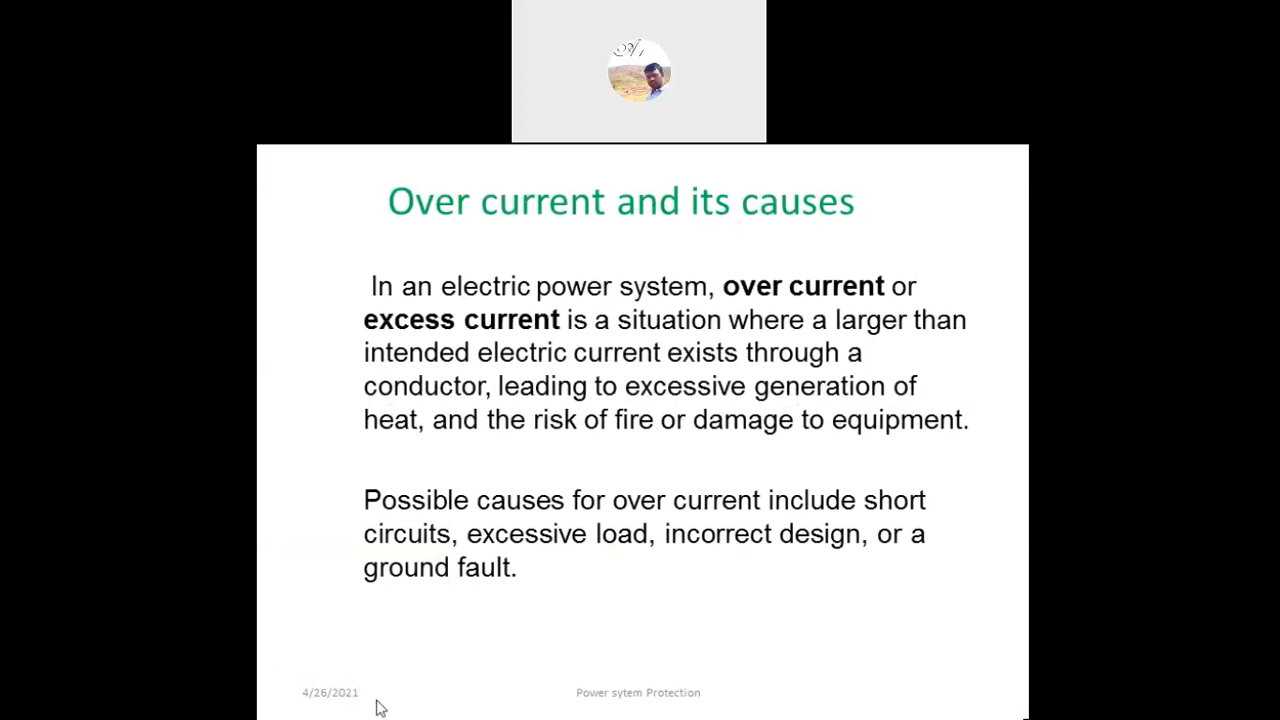 Over current and its causes
In an electric power system, over current or
excess current is a situation where a larger than
intended electric current exists through a
conductor, leading to excessive generation of
heat, and the risk of fire or damage to equipment.
Possible causes for over current include short
circuits, excessive load, incorrect design, or a
ground fault.
4/26/2021
Power sytem Protection